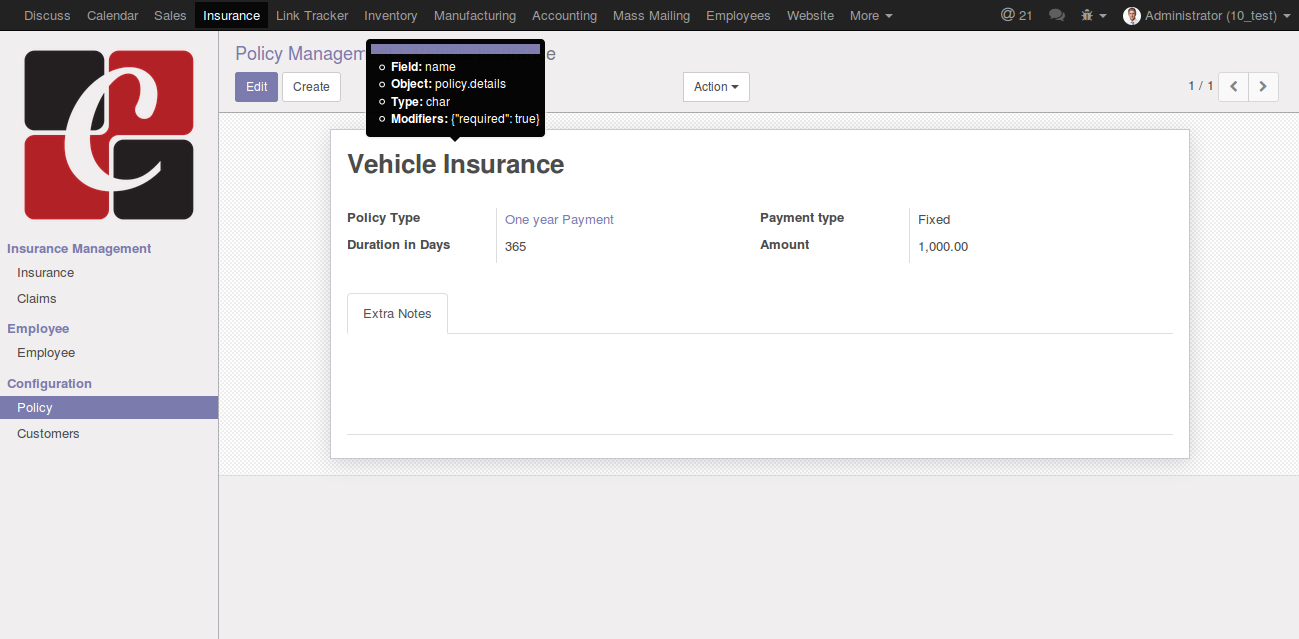 Discuss Calendar Sales Insurance Link Tracker Inventory Manufacturing Accounting Mass Mailing Employees Website More @ 21 Administrator (10_test)
Policy Managem e
Field: name
Object: policy.details
Type: char
Modifiers: {"required": true}
Edit Create Action 1 / 1
C
Insurance Management
Insurance
Claims
Employee
Employee
Configuration
Policy
Customers
Vehicle Insurance
Policy Type One year Payment Payment type Fixed
Duration in Days 365 Amount 1,000.00
Extra Notes